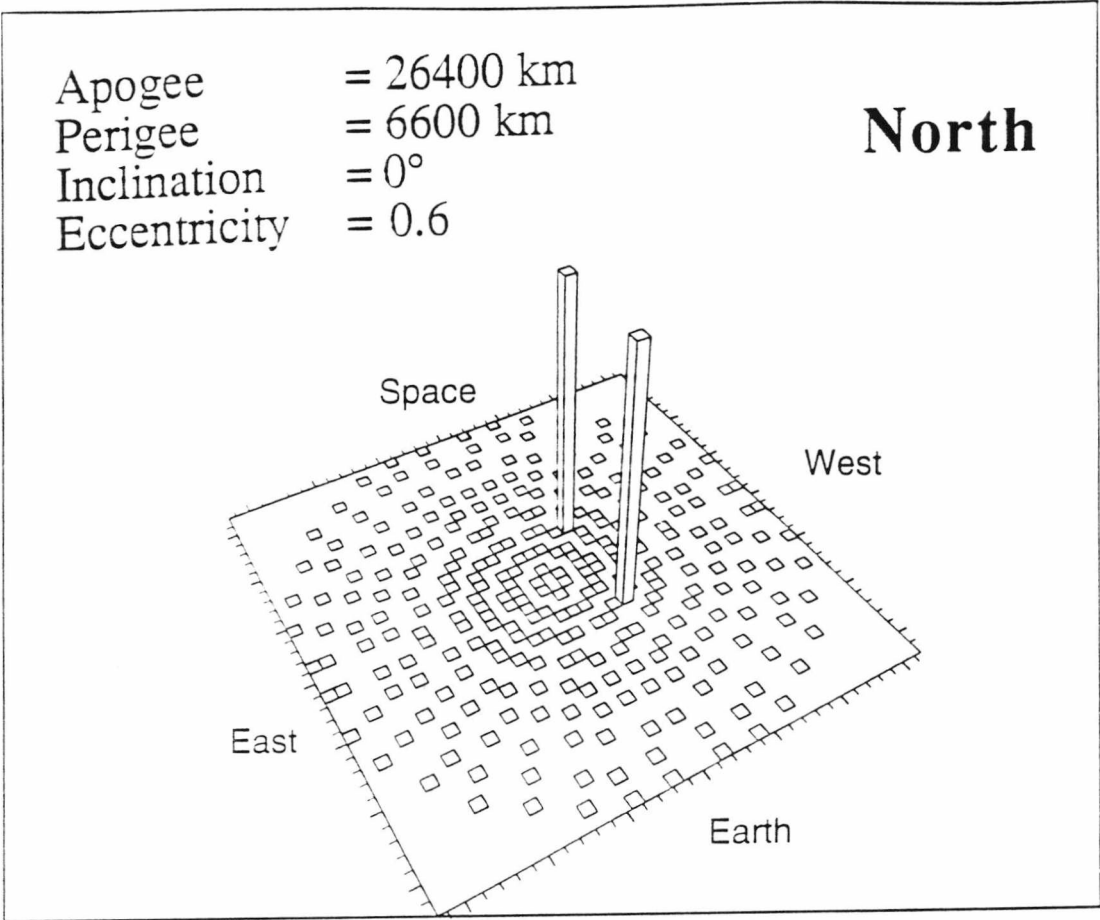 Apogee = 26400 km
Perigee = 6600 km
Inclination = 0°
Eccentricity = 0.6
North
Space
West
East
Earth